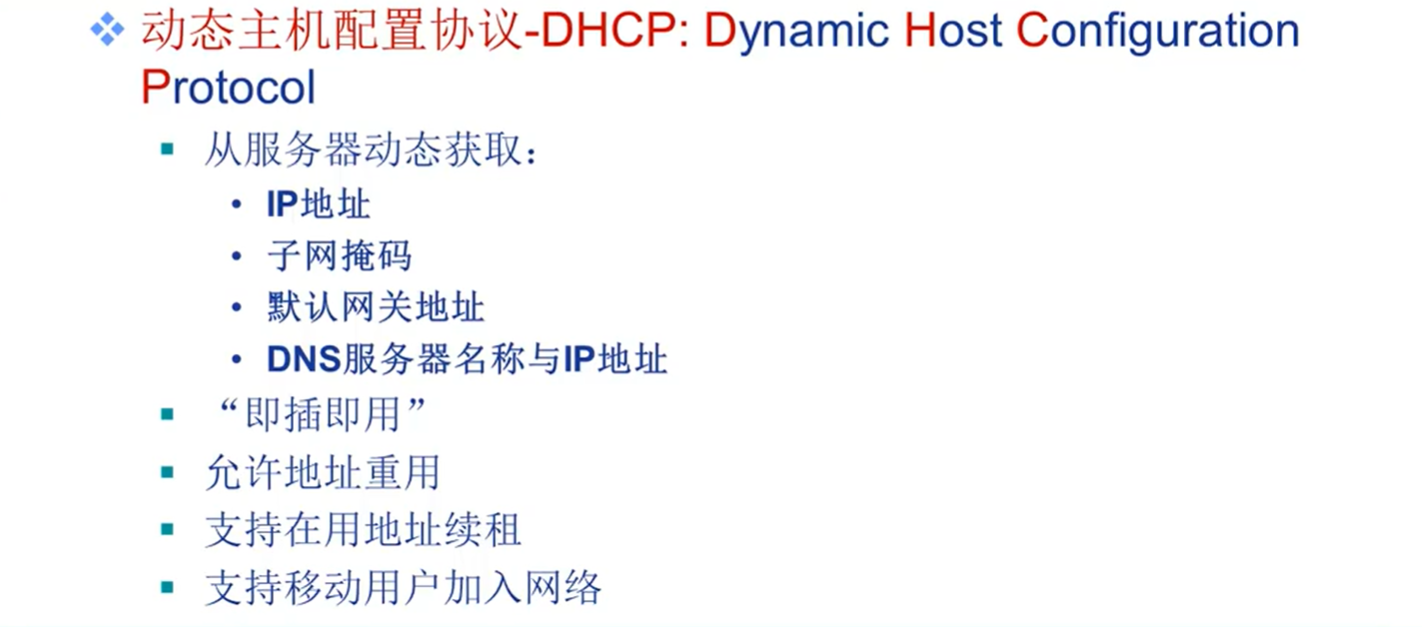 动态主机配置协议-DHCP: Dynamic Host Configuration
Protocol
从服务器动态获取：
IP地址
子网掩码
默认网关地址
DNS服务器名称与IP地址
“即插即用”
允许地址重用
支持在用地址续租
支持移动用户加入网络